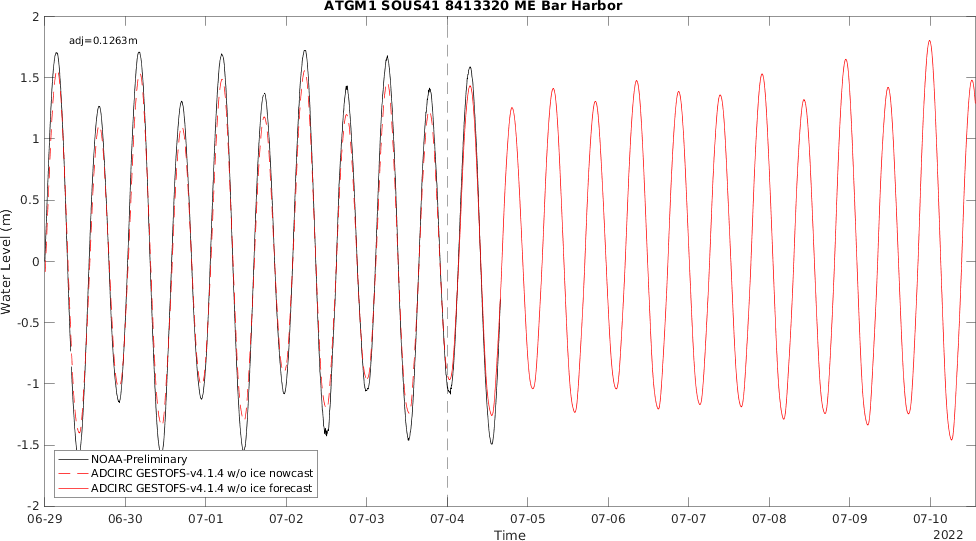 ATGM1 SOUS41 8413320 ME Bar Harbor
adj=0.1263m
Water Level (m)
2
1.5
1
0.5
0
-0.5
-1
-1.5
-2
NOAA-Preliminary
ADCIRC GESTOFS-v4.1.4 w/o ice nowcast
ADCIRC GESTOFS-v4.1.4 w/o ice forecast
06-29 06-30 07-01 07-02 07-03 07-04 07-05 07-06 07-07 07-08 07-09 07-10
Time
2022